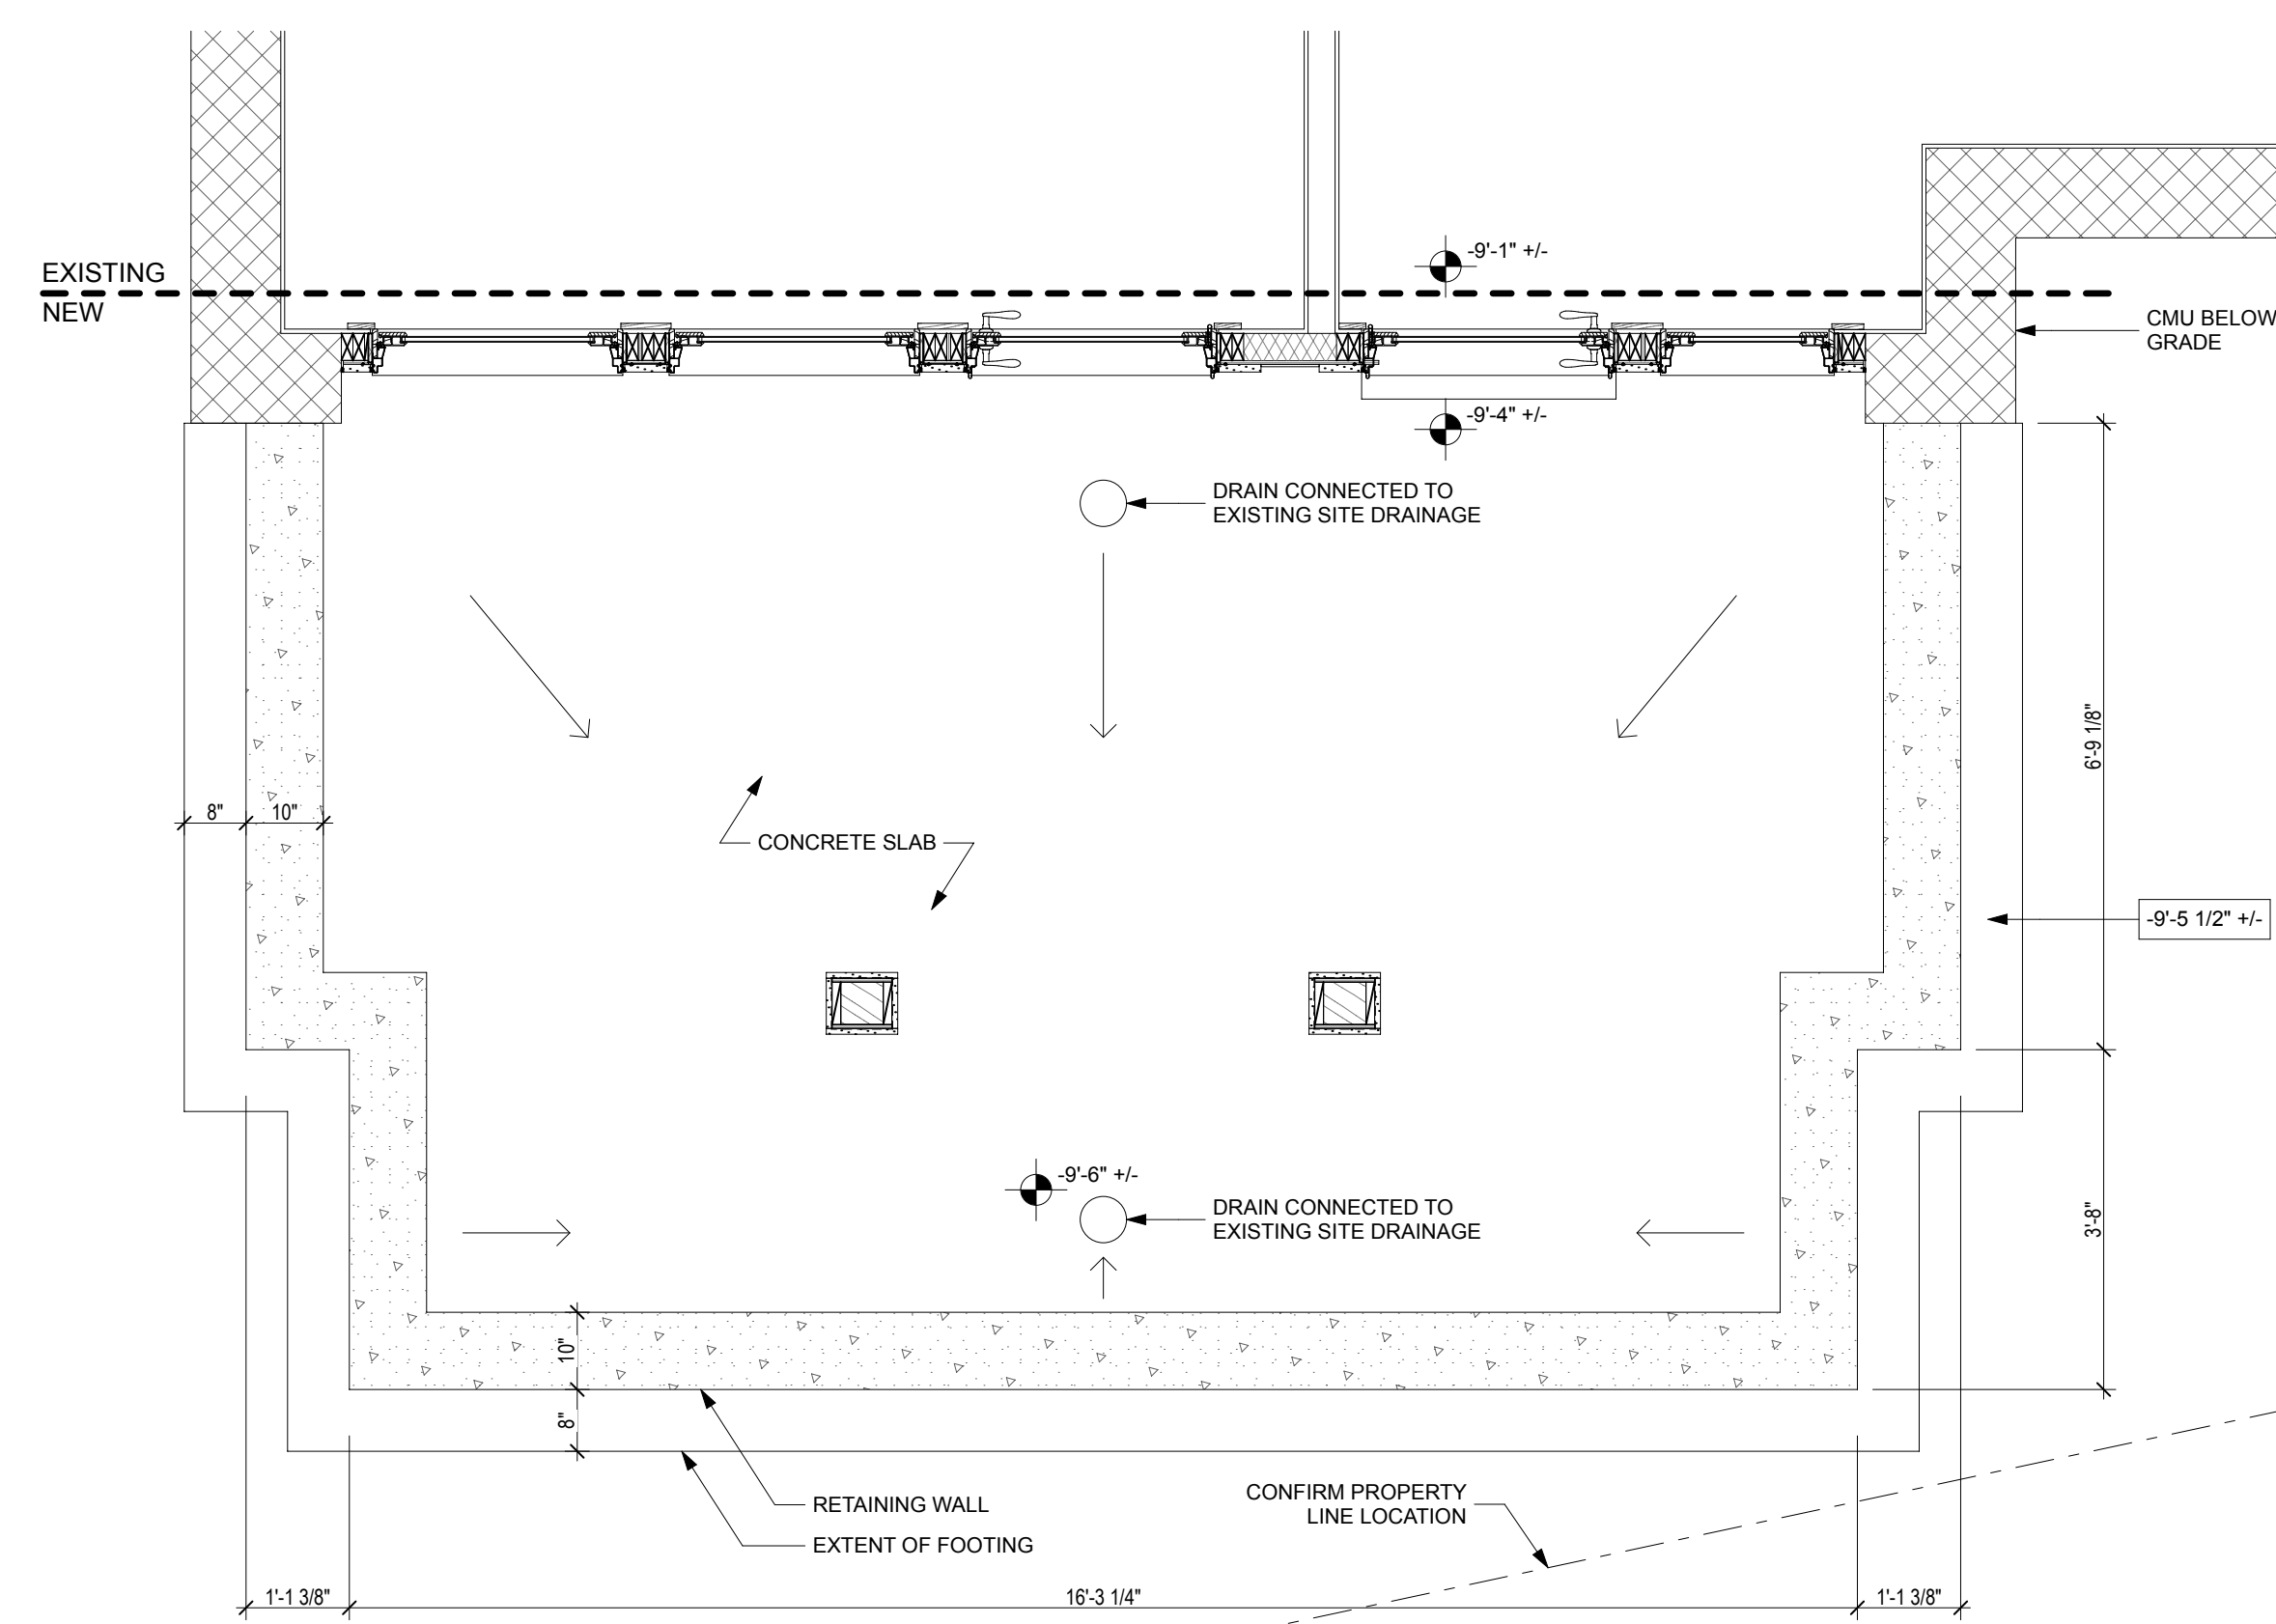 -9'-1" +/-
EXISTING
NEW
CMU BELOW
GRADE
-9'-4" +/-
DRAIN CONNECTED TO
EXISTING SITE DRAINAGE
6'-9 1/8"
8"
10"
CONCRETE SLAB
-9'-5 1/2" +/-
-9'-6" +/-
DRAIN CONNECTED TO
EXISTING SITE DRAINAGE
3'-8"
10"
8"
RETAINING WALL
EXTENT OF FOOTING
CONFIRM PROPERTY
LINE LOCATION
1'-1 3/8"
16'-3 1/4"
1'-1 3/8"